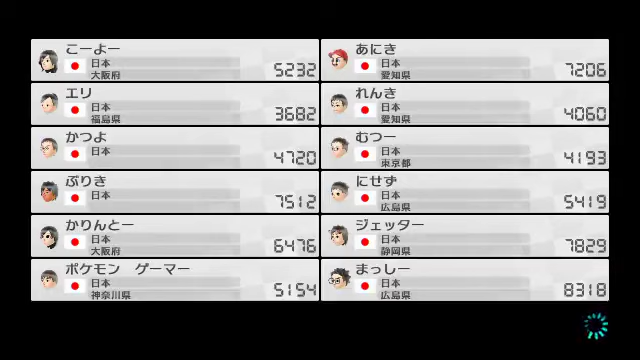 こーよー
日本
大阪府
5232
エリ
日本
福島県
3682
かつよ
日本
4720
ぶりき
日本
7512
かりんとー
日本
大阪府
6476
ポケモン　ゲーマー
日本
神奈川県
5154
あにき
日本
愛知県
7206
れんき
日本
愛知県
4060
むつー
日本
東京都
4193
にせず
日本
広島県
5419
ジェッター
日本
静岡県
7829
まっしー
日本
広島県
8318